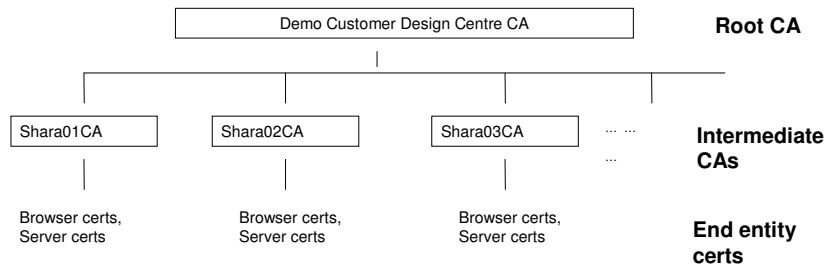 Demo Customer Design Centre CA
Root CA
Shara01CA
Shara02CA
Shara03CA
... ...
...
Intermediate
CAs
Browser certs,
Server certs
Browser certs,
Server certs
Browser certs,
Server certs
End entity
certs